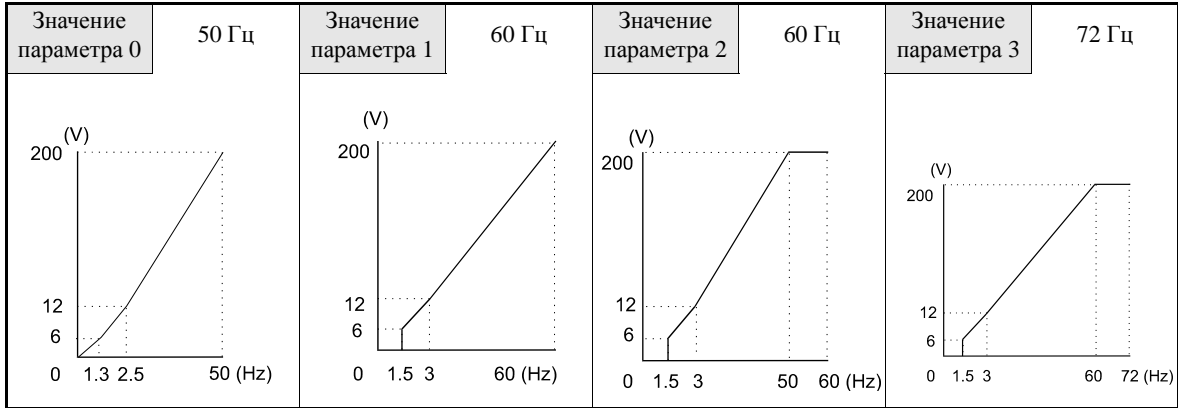 Значение
параметра 0
50 Гц
(V)
200
12
6
0 1.3 2.5 50 (Hz)
Значение
параметра 1
60 Гц
(V)
200
12
6
0 1.5 3 60 (Hz)
Значение
параметра 2
60 Гц
(V)
200
12
6
0 1.5 3 50 60 (Hz)
Значение
параметра 3
72 Гц
(V)
200
12
6
0 1.5 3 60 72 (Hz)